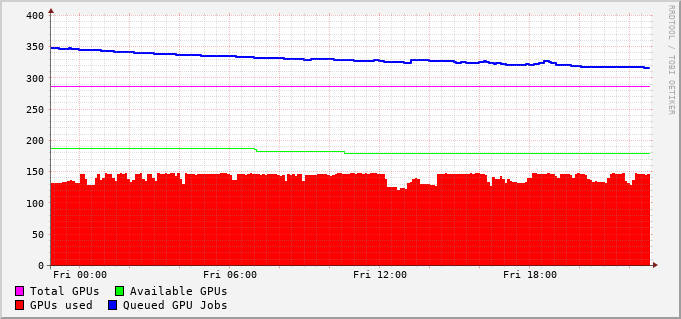 400
350
300
250
200
150
100
50
0
Fri 00:00 Fri 06:00 Fri 12:00 Fri 18:00
Total GPUs Available GPUs
GPUs used Queued GPU Jobs
RRDTOOL / TOBI OETIKER